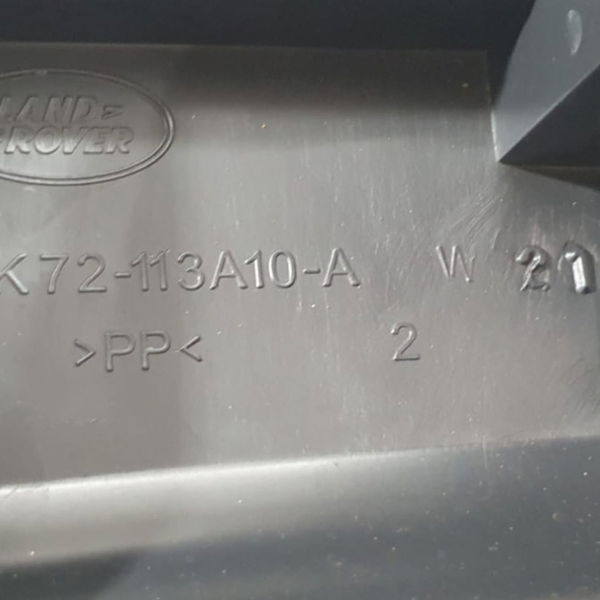 LAND
ROVER
K72-113A10-A W 21
>PP< 2